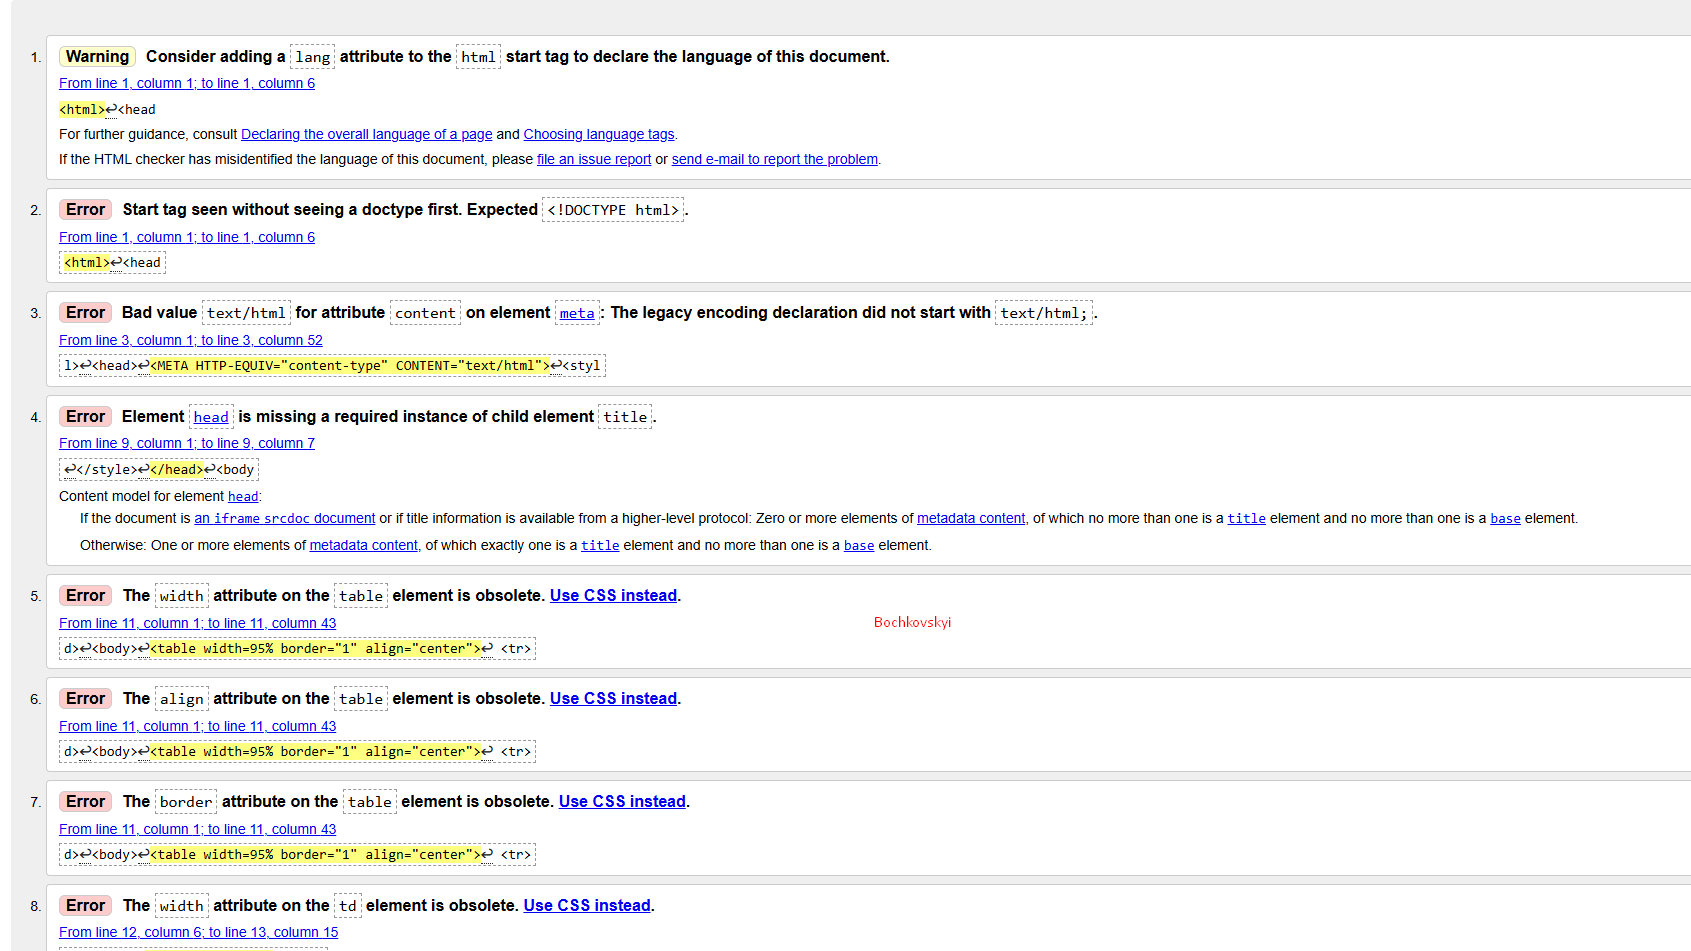 1. Warning Consider adding a lang attribute to the html start tag to declare the language of this document.
From line 1, column 1; to line 1, column 6
<html>↩<head
For further guidance, consult Declaring the overall language of a page and Choosing language tags.
If the HTML checker has misidentified the language of this document, please file an issue report or send e-mail to report the problem.
2. Error Start tag seen without seeing a doctype first. Expected <!DOCTYPE html>.
From line 1, column 1; to line 1, column 6
<html>↩<head
3. Error Bad value text/html for attribute content on element meta: The legacy encoding declaration did not start with text/html;.
From line 3, column 1; to line 3, column 52
l>↩<head>↩<META HTTP-EQUIV="content-type" CONTENT="text/html">↩<styl
4. Error Element head is missing a required instance of child element title.
From line 9, column 1; to line 9, column 7
↩</style>↩</head>↩<body
Content model for element head:
If the document is an iframe srcdoc document or if title information is available from a higher-level protocol: Zero or more elements of metadata content, of which no more than one is a title element and no more than one is a base element.
Otherwise: One or more elements of metadata content, of which exactly one is a title element and no more than one is a base element.
5. Error The width attribute on the table element is obsolete. Use CSS instead.
From line 11, column 1; to line 11, column 43
Bochkovskyi
d>↩<body>↩<table width=95% border="1" align="center">↩ <tr>
6. Error The align attribute on the table element is obsolete. Use CSS instead.
From line 11, column 1; to line 11, column 43
d>↩<body>↩<table width=95% border="1" align="center">↩ <tr>
7. Error The border attribute on the table element is obsolete. Use CSS instead.
From line 11, column 1; to line 11, column 43
d>↩<body>↩<table width=95% border="1" align="center">↩ <tr>
8. Error The width attribute on the td element is obsolete. Use CSS instead.
From line 12, column 6; to line 13, column 15